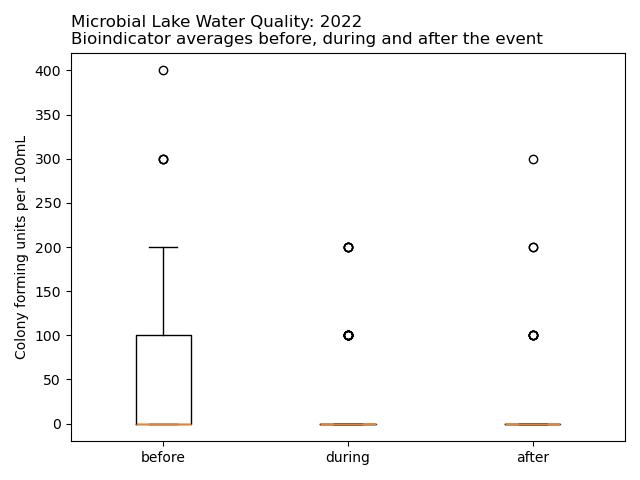 Microbial Lake Water Quality: 2022
Bioindicator averages before, during and after the event
Colony forming units per 100mL
400
350
300
250
200
150
100
50
0
before
during
after